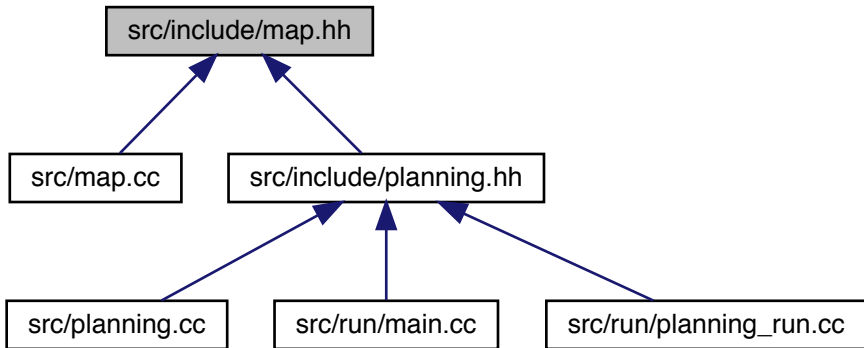 src/include/map.hh
src/map.cc
src/include/planning.hh
src/planning.cc
src/run/main.cc
src/run/planning_run.cc